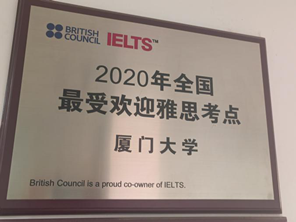 BRITISH COUNCIL IELTS™
2020年全国
最受欢迎雅思考点
厦门大学
British Council is a proud co-owner of IELTS.